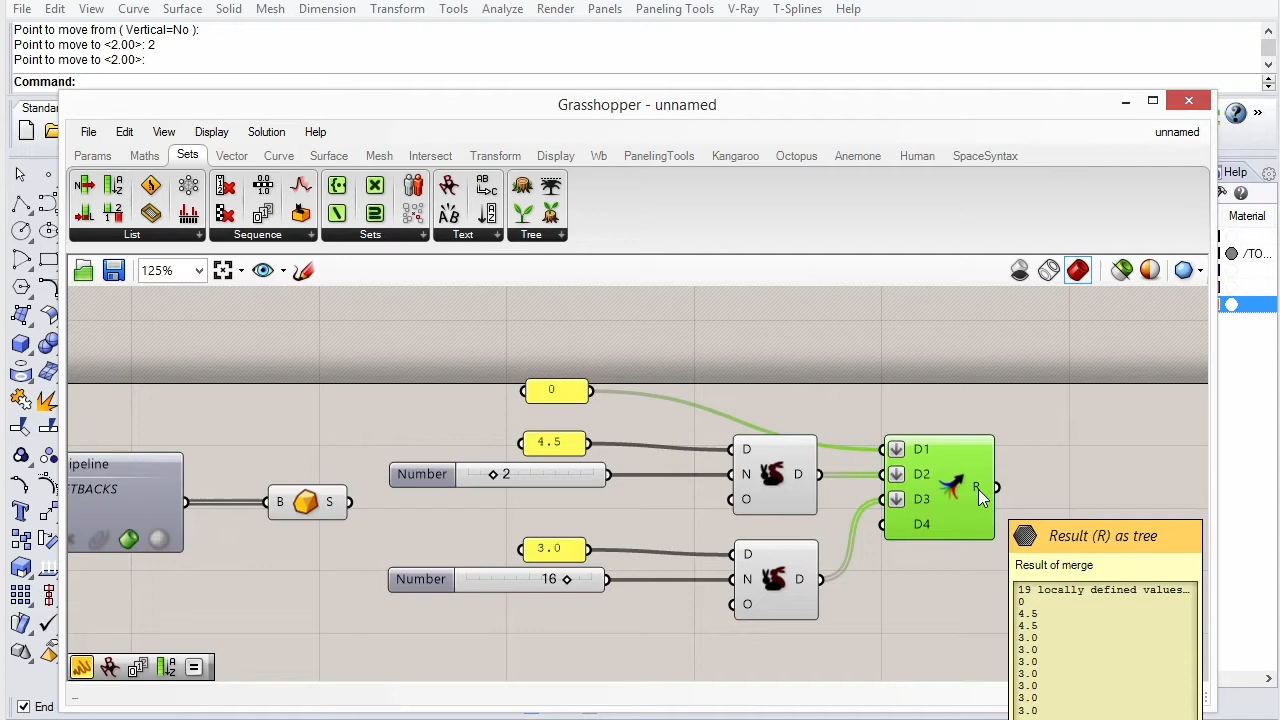 File Edit View Curve Surface Solid Mesh Dimension Transform Tools Analyze Render Panels Paneling Tools V-Ray T-Splines Help
Point to move from ( Vertical=No ):
Point to move to <2.00>: 2
Point to move to <2.00>:
Command:
Standar
Grasshopper - unnamed
File Edit View Display Solution Help
unnamed
Params Maths Sets Vector Curve Surface Mesh Intersect Transform Display Wb PanelingTools Kangaroo Octopus Anemone Human SpaceSyntax
Help
Material
/TO...
List Sequence Sets Text Tree
125%
0
4.5
Number 2
D
N D
O
D1
D2
D3
D4
R
ipeline
ETBACKS
B S
3.0
Number 16
D
N D
O
Result (R) as tree
Result of merge
19 locally defined values...
0
4.5
4.5
3.0
3.0
3.0
3.0
3.0
3.0
3.0
End